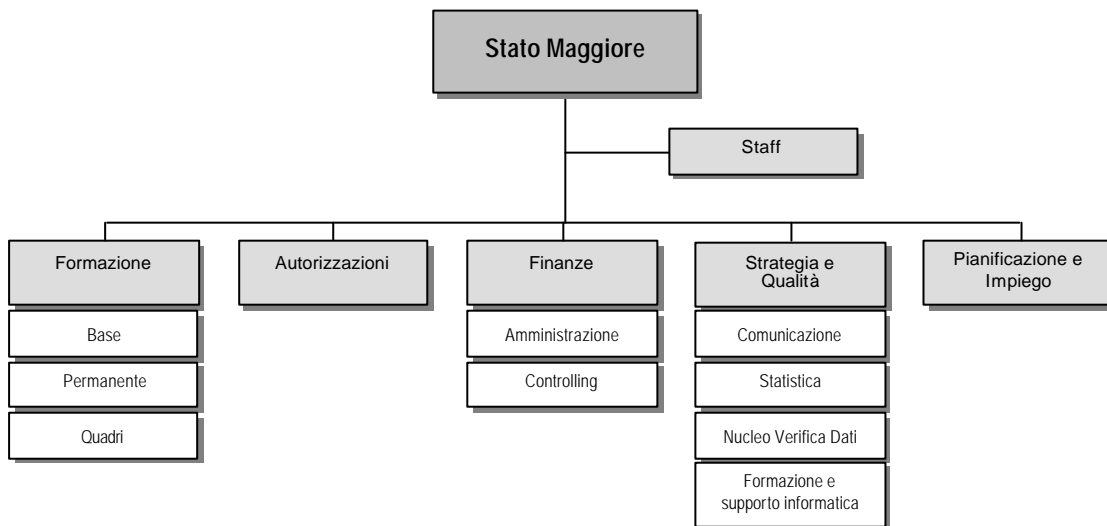 Stato Maggiore
Staff
Formazione
Base
Permanente
Quadri
Autorizzazioni
Finanze
Amministrazione
Controlling
Strategia e
Qualità
Comunicazione
Statistica
Nucleo Verifica Dati
Formazione e
supporto informatica
Pianificazione e
Impiego